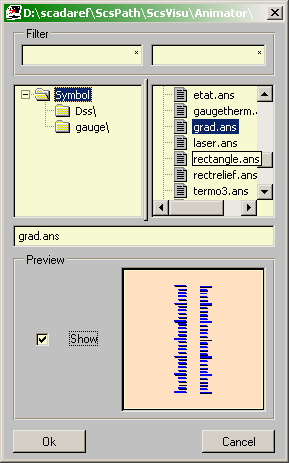 D:\scadaref\ScsPath\ScsVisu\Animator\
Filter
* *
Symbol
Dss\
gauge\
etat.ans
gaugetherm.
grad.ans
laser.ans
rectangle.ans
rectrelief.ans
termo3.ans
grad.ans
Preview
Show
Ok Cancel